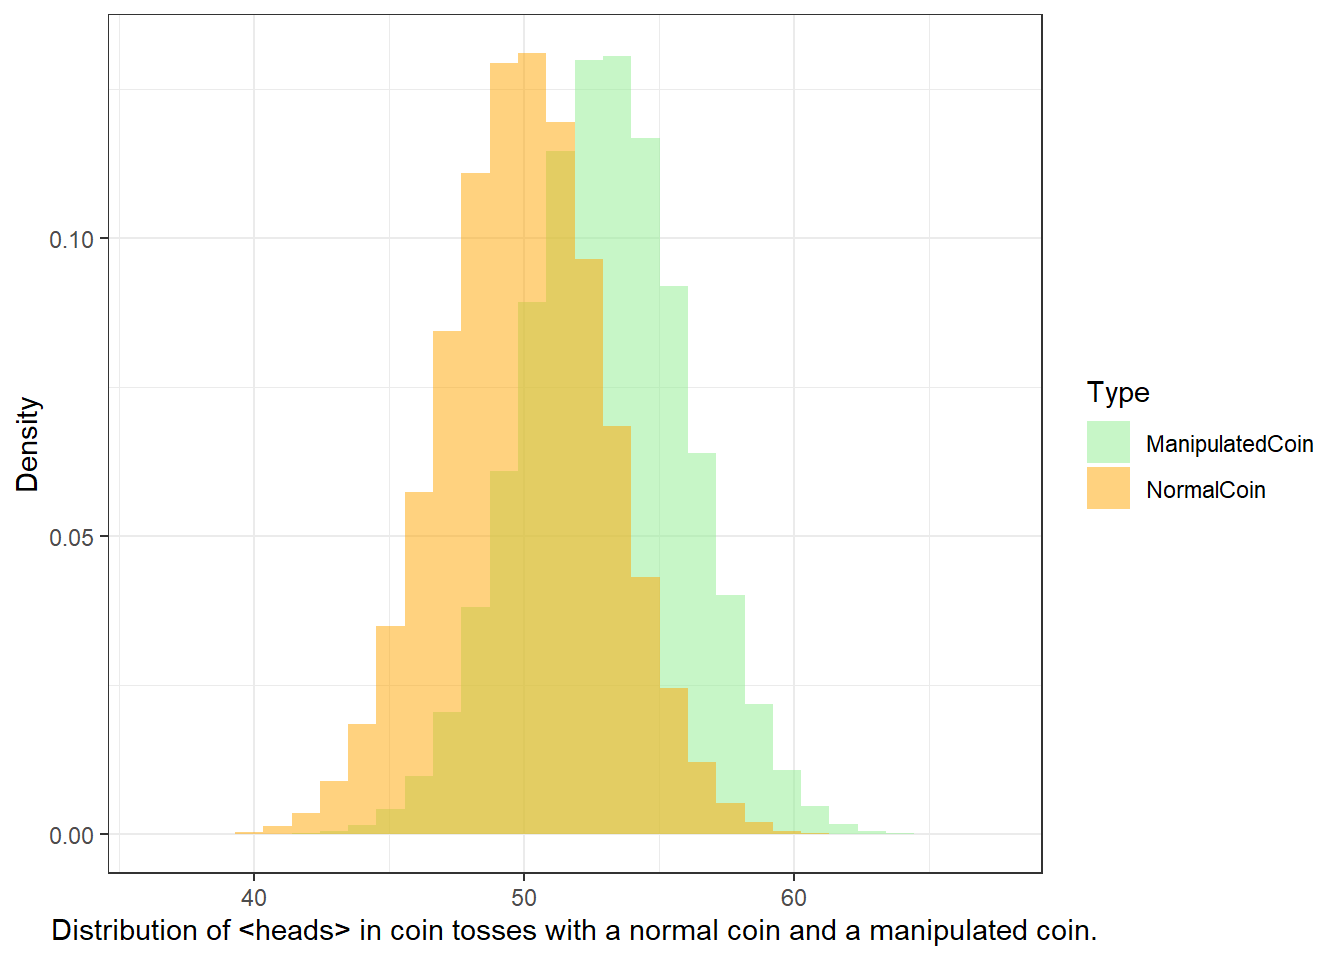 Density
0.10
0.05
0.00
40 50 60
Distribution of <heads> in coin tosses with a normal coin and a manipulated coin.
Type
ManipulatedCoin
NormalCoin